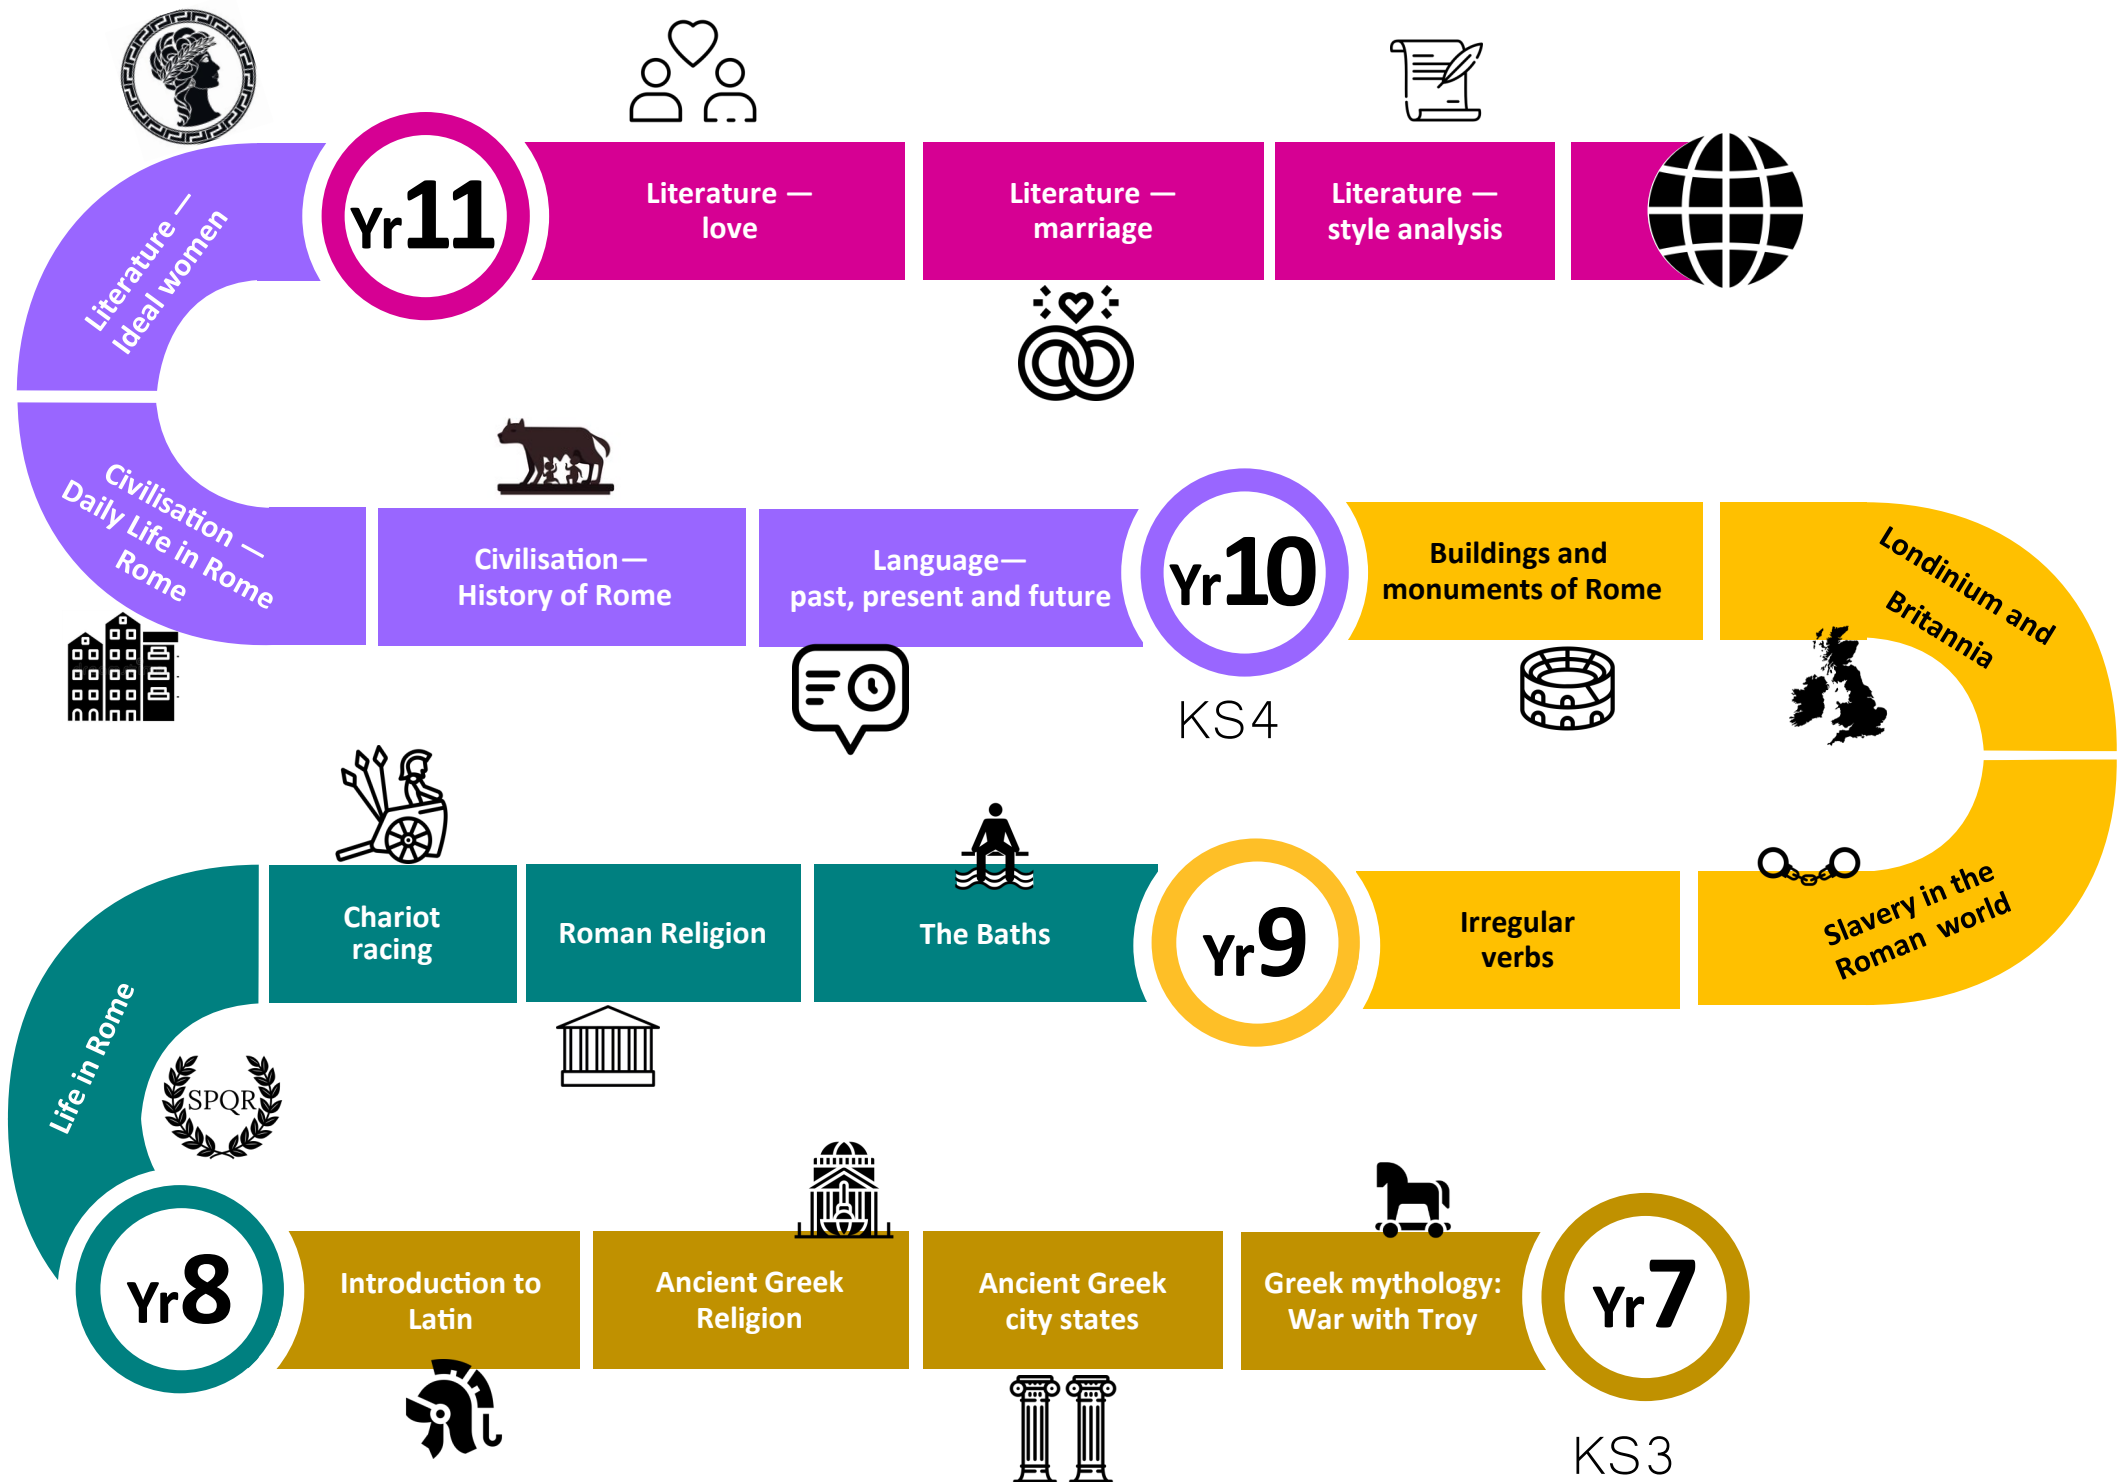 Yr11
Literature —
love
Literature —
marriage
Literature —
style analysis
Literature —
Ideal women
Civilisation —
Daily Life in Rome
Rome
Civilisation—
History of Rome
Language—
past, present and future
Yr10
KS4
Buildings and
monuments of Rome
Londinium and
Britannia
Slavery in the
Roman world
Irregular
verbs
Yr9
The Baths
Roman Religion
Chariot
racing
Life in Rome
SPQR
Yr8
Introduction to
Latin
Ancient Greek
Religion
Ancient Greek
city states
Greek mythology:
War with Troy
Yr7
KS3